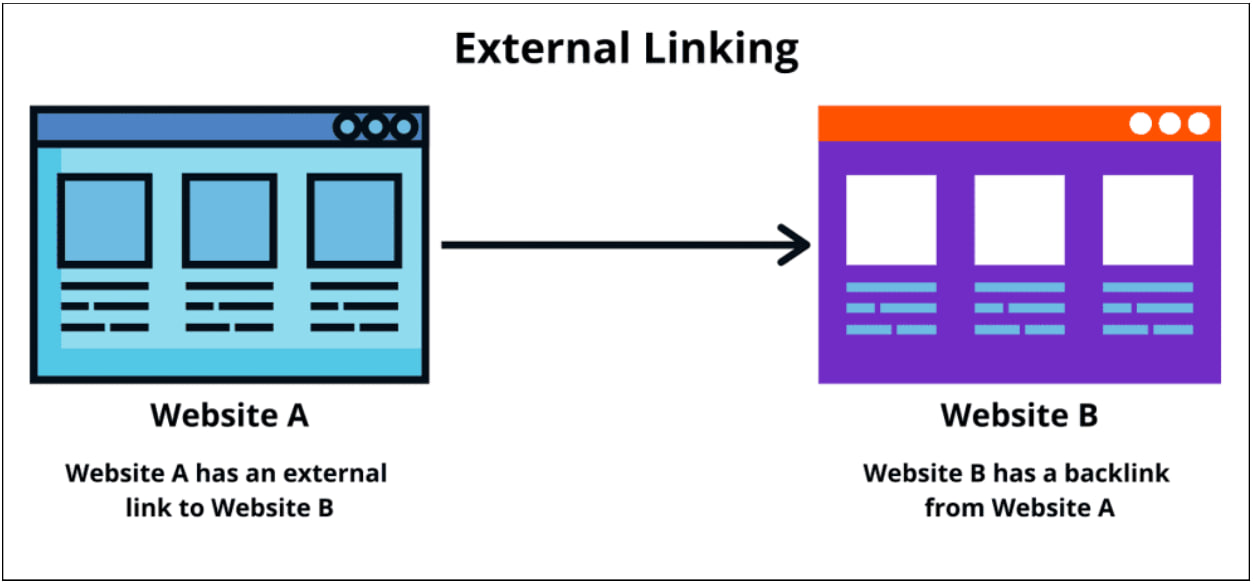 External Linking
Website A
Website A has an external
link to Website B
Website B
Website B has a backlink
from Website A